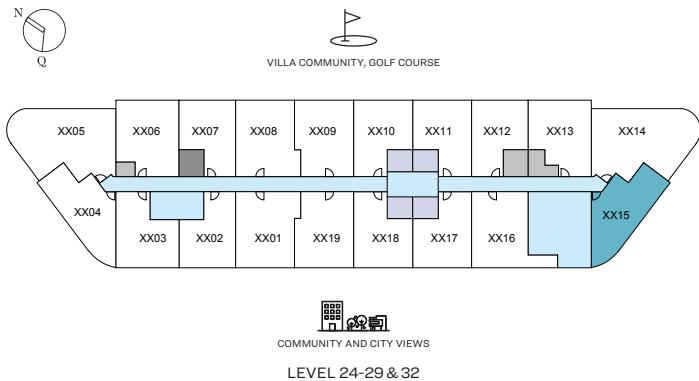 N
Q
VILLA COMMUNITY, GOLF COURSE
XX05 XX06 XX07 XX08 XX09 XX10 XX11 XX12 XX13 XX14
XX04 XX15
XX03 XX02 XX01 XX19 XX18 XX17 XX16
COMMUNITY AND CITY VIEWS
LEVEL 24-29 & 32